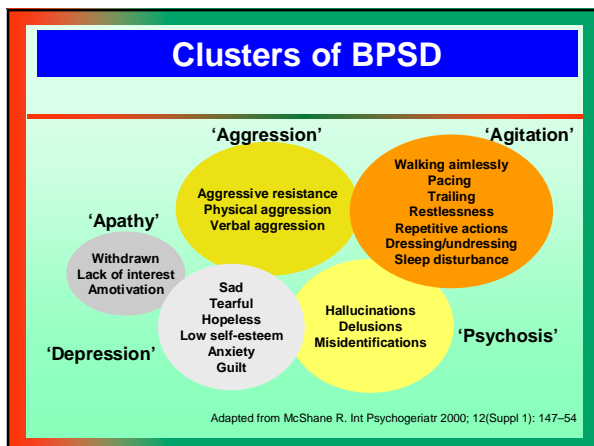 Clusters of BPSD
‘Aggression’
‘Agitation’
Aggressive resistance
Physical aggression
Verbal aggression
Walking aimlessly
Pacing
Trailing
Restlessness
Repetitive actions
Dressing/undressing
Sleep disturbance
‘Apathy’
Withdrawn
Lack of interest
Amotivation
Sad
Tearful
Hopeless
Low self-esteem
Anxiety
Guilt
‘Depression’
Hallucinations
Delusions
Misidentifications
‘Psychosis’
Adapted from McShane R. Int Psychogeriatr 2000; 12(Suppl 1): 147–54